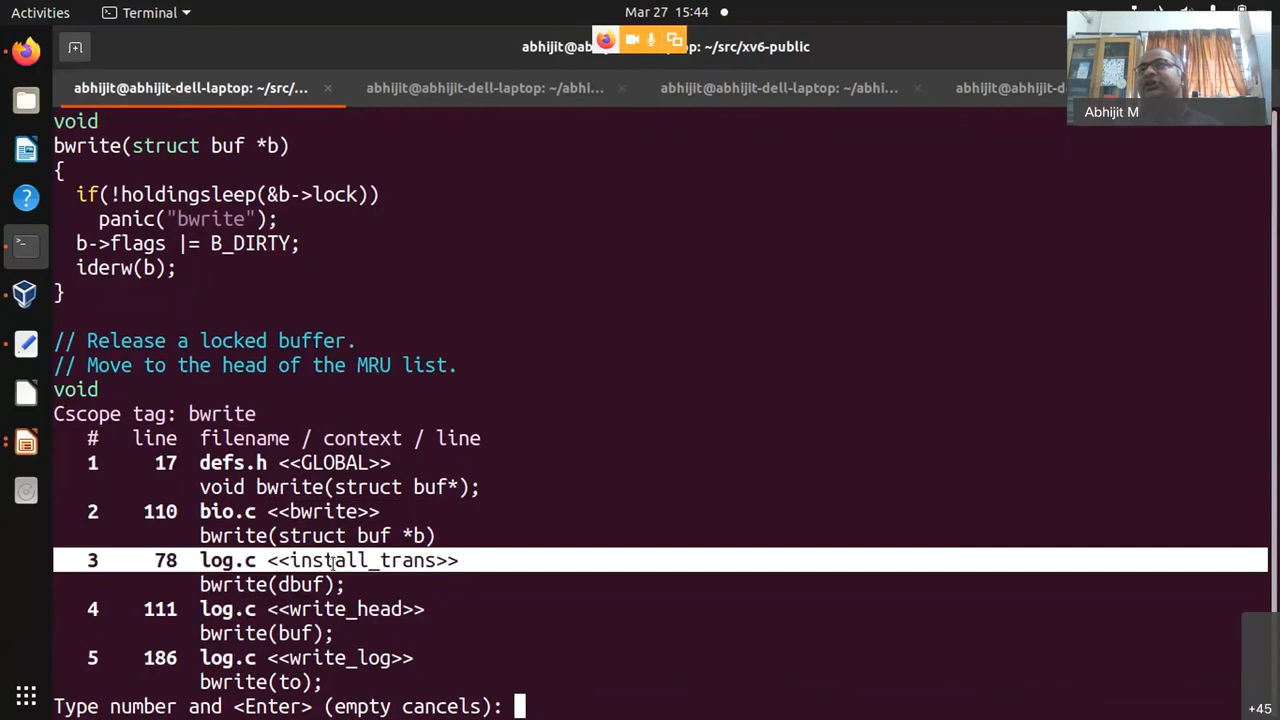 Activities
Terminal
Mar 27 15:44
abhijit@abhijit-dell-laptop: ~/src/xv6-public
abhijit@abhijit-dell-laptop: ~/src/...
abhijit@abhijit-dell-laptop: ~/abhi...
abhijit@abhijit-dell-laptop: ~/abhi...
abhijit@abhijit-d
Abhijit M
void
bwrite(struct buf *b)
{
if(!holdingsleep(&b->lock))
panic("bwrite");
b->flags |= B_DIRTY;
iderw(b);
}
// Release a locked buffer.
// Move to the head of the MRU list.
void
Cscope tag: bwrite
# line filename / context / line
1 17 defs.h <<GLOBAL>>
void bwrite(struct buf*);
2 110 bio.c <<bwrite>>
bwrite(struct buf *b)
3 78 log.c <<install_trans>>
bwrite(dbuf);
4 111 log.c <<write_head>>
bwrite(buf);
5 186 log.c <<write_log>>
bwrite(to);
Type number and <Enter> (empty cancels):
+45